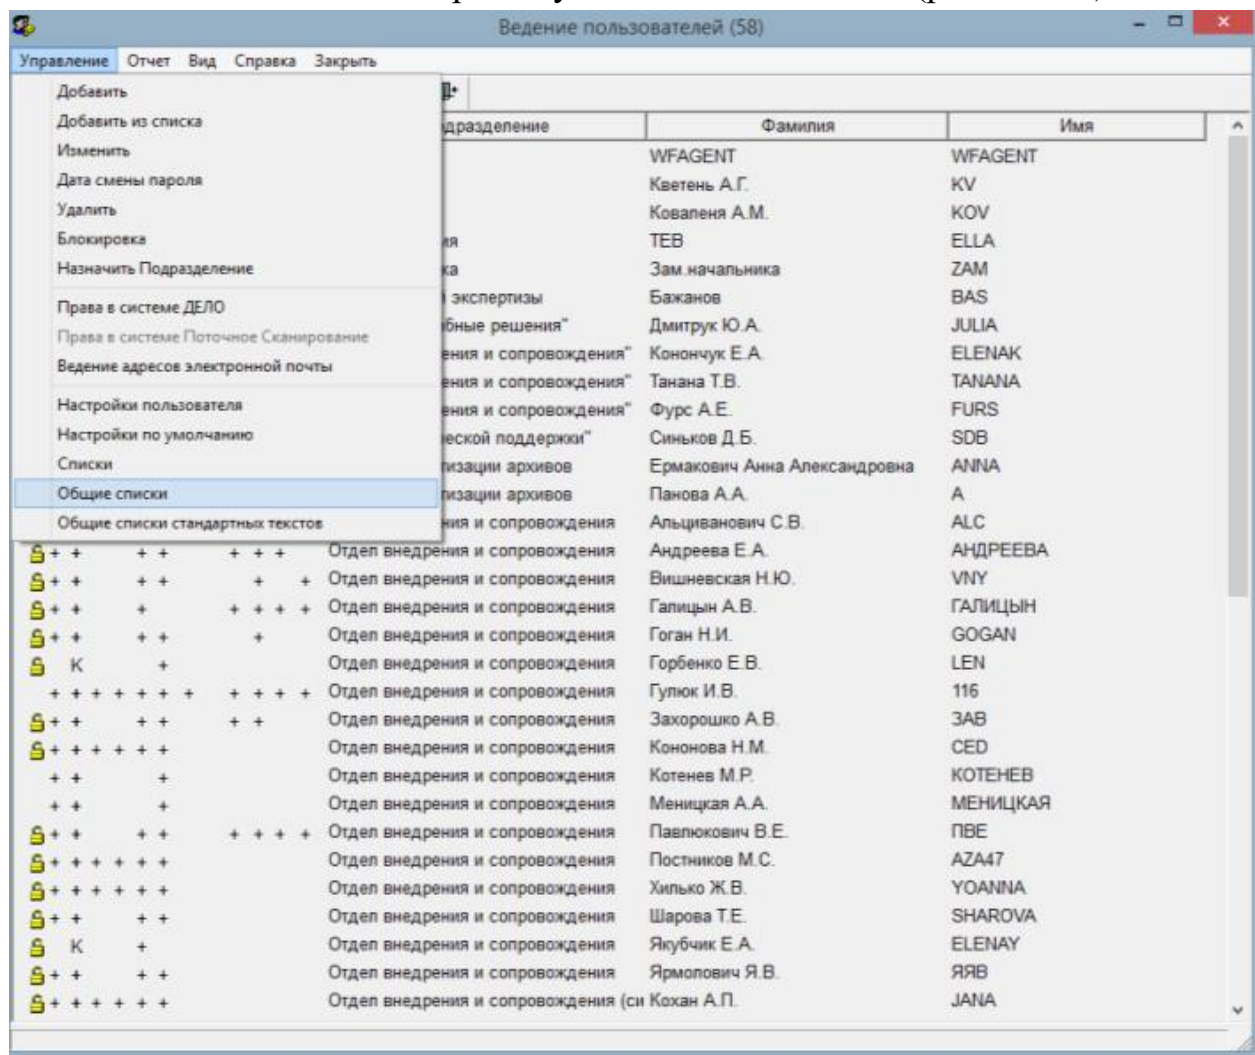 Ведение пользователей (58)
Управление Отчет Вид Справка Закрыть
Добавить
Добавить из списка
Изменить
Дата смены пароля
Удалить
Блокировка
Назначить Подразделение
Права в системе ДЕЛО
Права в системе Поточное Сканирование
Ведение адресов электронной почты
Настройки пользователя
Настройки по умолчанию
Списки
Общие списки
Общие списки стандартных текстов
дразделение Фамилия Имя
WFAGENT WFAGENT
Кветень А.Г. KV
Коваленя А.М. KOV
ия ТЕВ ELLA
ка Зам.начальника ZAM
экспертизы Бажанов BAS
бные решения" Дмитрук Ю.А. JULIA
ения и сопровождения" Конончук Е.А. ELENAK
ения и сопровождения" Танана Т.В. TANANA
ения и сопровождения" Фурс А.Е. FURS
еской поддержки" Синьков Д.Б. SDB
тизации архивов Ермакович Анна Александровна ANNA
тизации архивов Панова А.А. A
ния и сопровождения Альциванович С.В. ALC
+ + + + + + + Отдел внедрения и сопровождения Андреева Е.А. АНДРЕЕВА
+ + + + + + Отдел внедрения и сопровождения Вишневская Н.Ю. VNY
+ + + + + + + Отдел внедрения и сопровождения Галицын А.В. ГАЛИЦЫН
+ + + + + Отдел внедрения и сопровождения Гоган Н.И. GOGAN
К + Отдел внедрения и сопровождения Горбенко Е.В. LEN
+ + + + + + + + + + + Отдел внедрения и сопровождения Гулюк И.В. 116
+ + + + + + Отдел внедрения и сопровождения Захорошко А.В. ЗАВ
+ + + + + + Отдел внедрения и сопровождения Кононова Н.М. CED
+ + + Отдел внедрения и сопровождения Котенев М.Р. КОТЕНЕВ
+ + + Отдел внедрения и сопровождения Меницкая А.А. МЕНИЦКАЯ
+ + + + + + + + Отдел внедрения и сопровождения Павлюкович В.Е. ПВЕ
+ + + + + + Отдел внедрения и сопровождения Постников М.С. AZA47
+ + + + + + Отдел внедрения и сопровождения Хилько Ж.В. YOANNA
+ + + + Отдел внедрения и сопровождения Шарова Т.Е. SHAROVA
К + Отдел внедрения и сопровождения Якубчик Е.А. ELENAY
+ + + + Отдел внедрения и сопровождения Ярмолович Я.В. ЯЯВ
+ + + + + + Отдел внедрения и сопровождения (си Кохан А.П. JANA